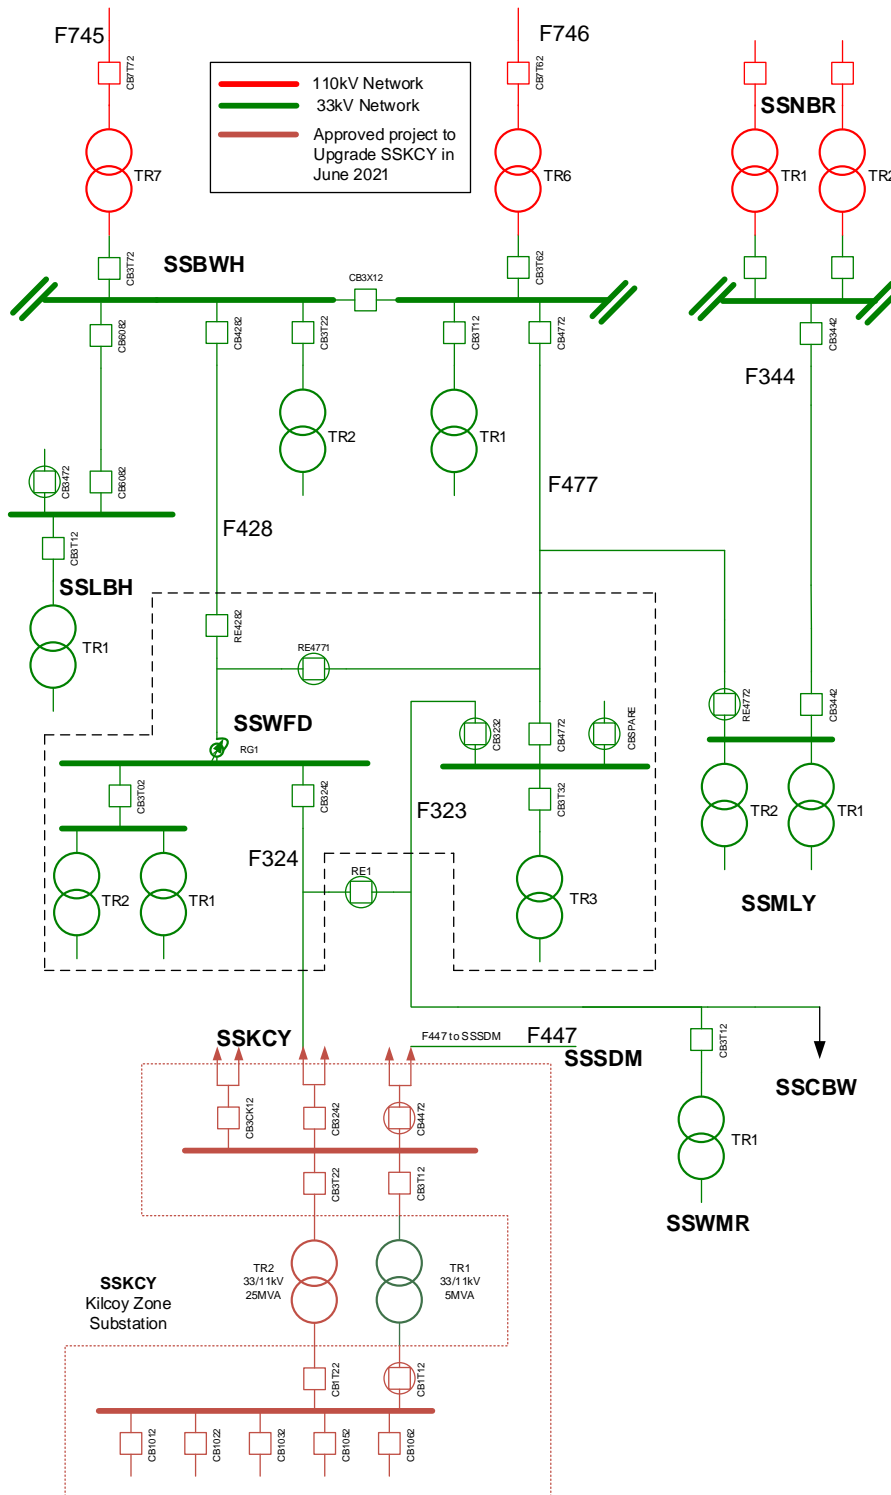 F745
F746
CB7T72
CB7T62
110kV Network
33kV Network
Approved project to
Upgrade SSKCY in
June 2021
SSNBR
TR7
TR6
TR1
TR2
CB3T72
SSBWH
CB3X12
CB3T62
CB6082
CB4282
CB3T22
CB3T12
CB4772
CB3442
F344
TR2
TR1
F477
CB3472
CB6082
F428
CB3T12
SSLBH
TR1
RE4282
RE4771
SSWFD
RG1
CB3232
CB4772
CBSPARE
RE4772
CB3442
CB3T02
CB3242
CB3T32
F323
TR2
TR1
F324
RE1
TR2
TR1
TR3
SSMLY
SSKCY
F447 to SSSDM
F447
SSSDM
CB3T12
SSCBW
CB3CK12
CB3242
CB4472
TR1
CB3T22
CB3T12
SSWMR
SSKCY
Kilcoy Zone
Substation
TR2
33/11kV
25MVA
TR1
33/11kV
5MVA
CB1T22
CB1T12
CB1012
CB1022
CB1032
CB1052
CB1062